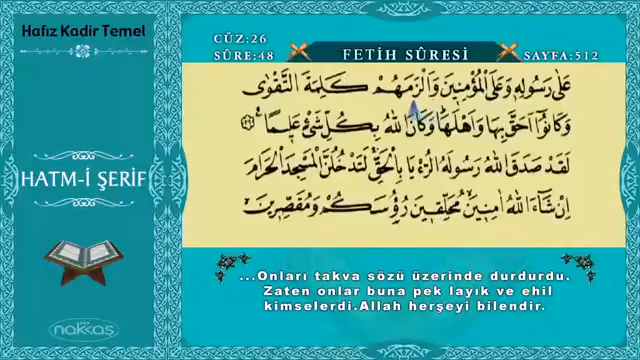 Hafız Kadir Temel
CÜZ:26
SÛRE:48
FETİH SÛRESİ
SAYFA:512
عَلٰى رَسُولِهٖ وَعَلَى الْمُؤْمِنٖينَ وَاَلْزَمَهُمْ كَلِمَةَ التَّقْوٰى
وَكَانُٓوا اَحَقَّ بِهَا وَاَهْلَهَاؕ وَكَانَ اللّٰهُ بِكُلِّ شَیْءٍ عَلٖيمًا ࣖ ﴿٢٦﴾
لَقَدْ صَدَقَ اللّٰهُ رَسُولَهُ الرُّءْيَا بِالْحَقِّۚ لَتَدْخُلُنَّ الْمَسْجِدَ الْحَرَامَ
اِنْ شَٓاءَ اللّٰهُ اٰمِنٖينَۙ مُحَلِّقٖينَ رُؤُ۫سَكُمْ وَمُقَصِّرٖينَۙ
HATM-İ ŞERİF
...Onları takva sözü üzerinde durdurdu.
Zaten onlar buna pek layık ve ehil
kimselerdi.Allah herşeyi bilendir.
nakkaş